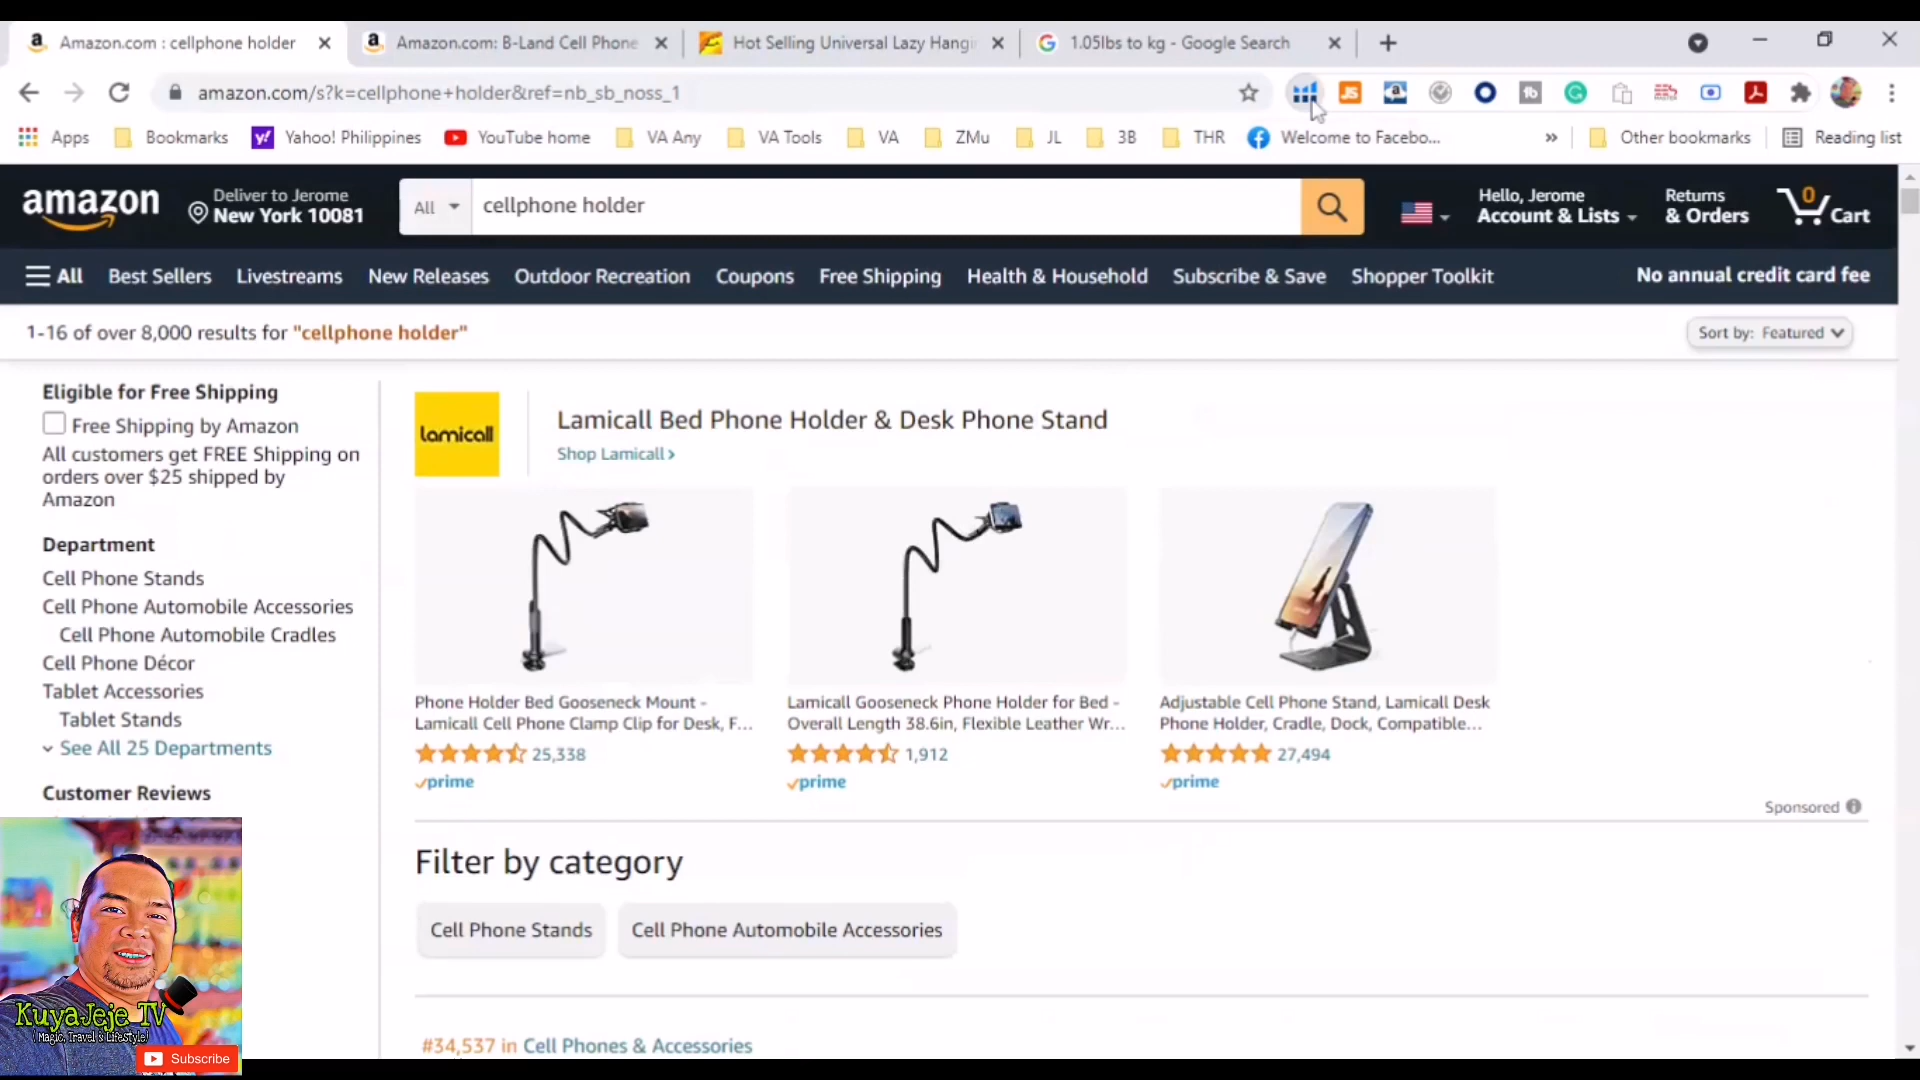 Amazon.com : cellphone holder
Amazon.com: B-Land Cell Phone
Hot Selling Universal Lazy Hangi
1.05lbs to kg - Google Search
amazon.com/s?k=cellphone+holder&ref=nb_sb_noss_1
Apps
Bookmarks
Yahoo! Philippines
YouTube home
VA Any
VA Tools
VA
ZMu
JL
3B
THR
Welcome to Facebo...
Other bookmarks
Reading list
amazon
Deliver to Jerome
New York 10081
All
cellphone holder
Hello, Jerome
Account & Lists
Returns
& Orders
0
Cart
All
Best Sellers
Livestreams
New Releases
Outdoor Recreation
Coupons
Free Shipping
Health & Household
Subscribe & Save
Shopper Toolkit
No annual credit card fee
1-16 of over 8,000 results for "cellphone holder"
Sort by: Featured
Eligible for Free Shipping
Free Shipping by Amazon
All customers get FREE Shipping on
orders over $25 shipped by
Amazon
Department
Cell Phone Stands
Cell Phone Automobile Accessories
Cell Phone Automobile Cradles
Cell Phone Décor
Tablet Accessories
Tablet Stands
See All 25 Departments
Customer Reviews
lamicall
Lamicall Bed Phone Holder & Desk Phone Stand
Shop Lamicall ›
Phone Holder Bed Gooseneck Mount -
Lamicall Cell Phone Clamp Clip for Desk, F...
25,338
prime
Lamicall Gooseneck Phone Holder for Bed -
Overall Length 38.6in, Flexible Leather Wr...
1,912
prime
Adjustable Cell Phone Stand, Lamicall Desk
Phone Holder, Cradle, Dock, Compatible...
27,494
prime
Sponsored
Filter by category
Cell Phone Stands
Cell Phone Automobile Accessories
#34,537 in Cell Phones & Accessories
KuyaJeje TV
(Magic, Travel & Lifestyle)
Subscribe